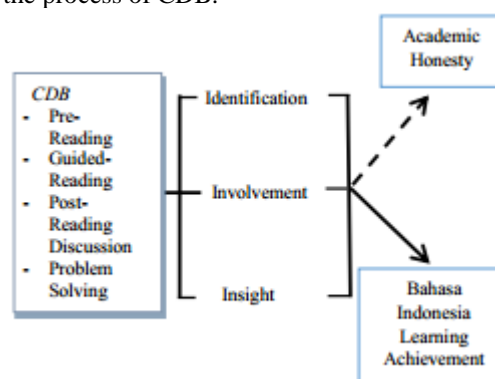 the process of CDB.
CDB
- Pre-
Reading
- Guided-
Reading
- Post-
Reading
Discussion
- Problem
Solving
Identification
Involvement
Insight
Academic
Honesty
Bahasa
Indonesia
Learning
Achievement